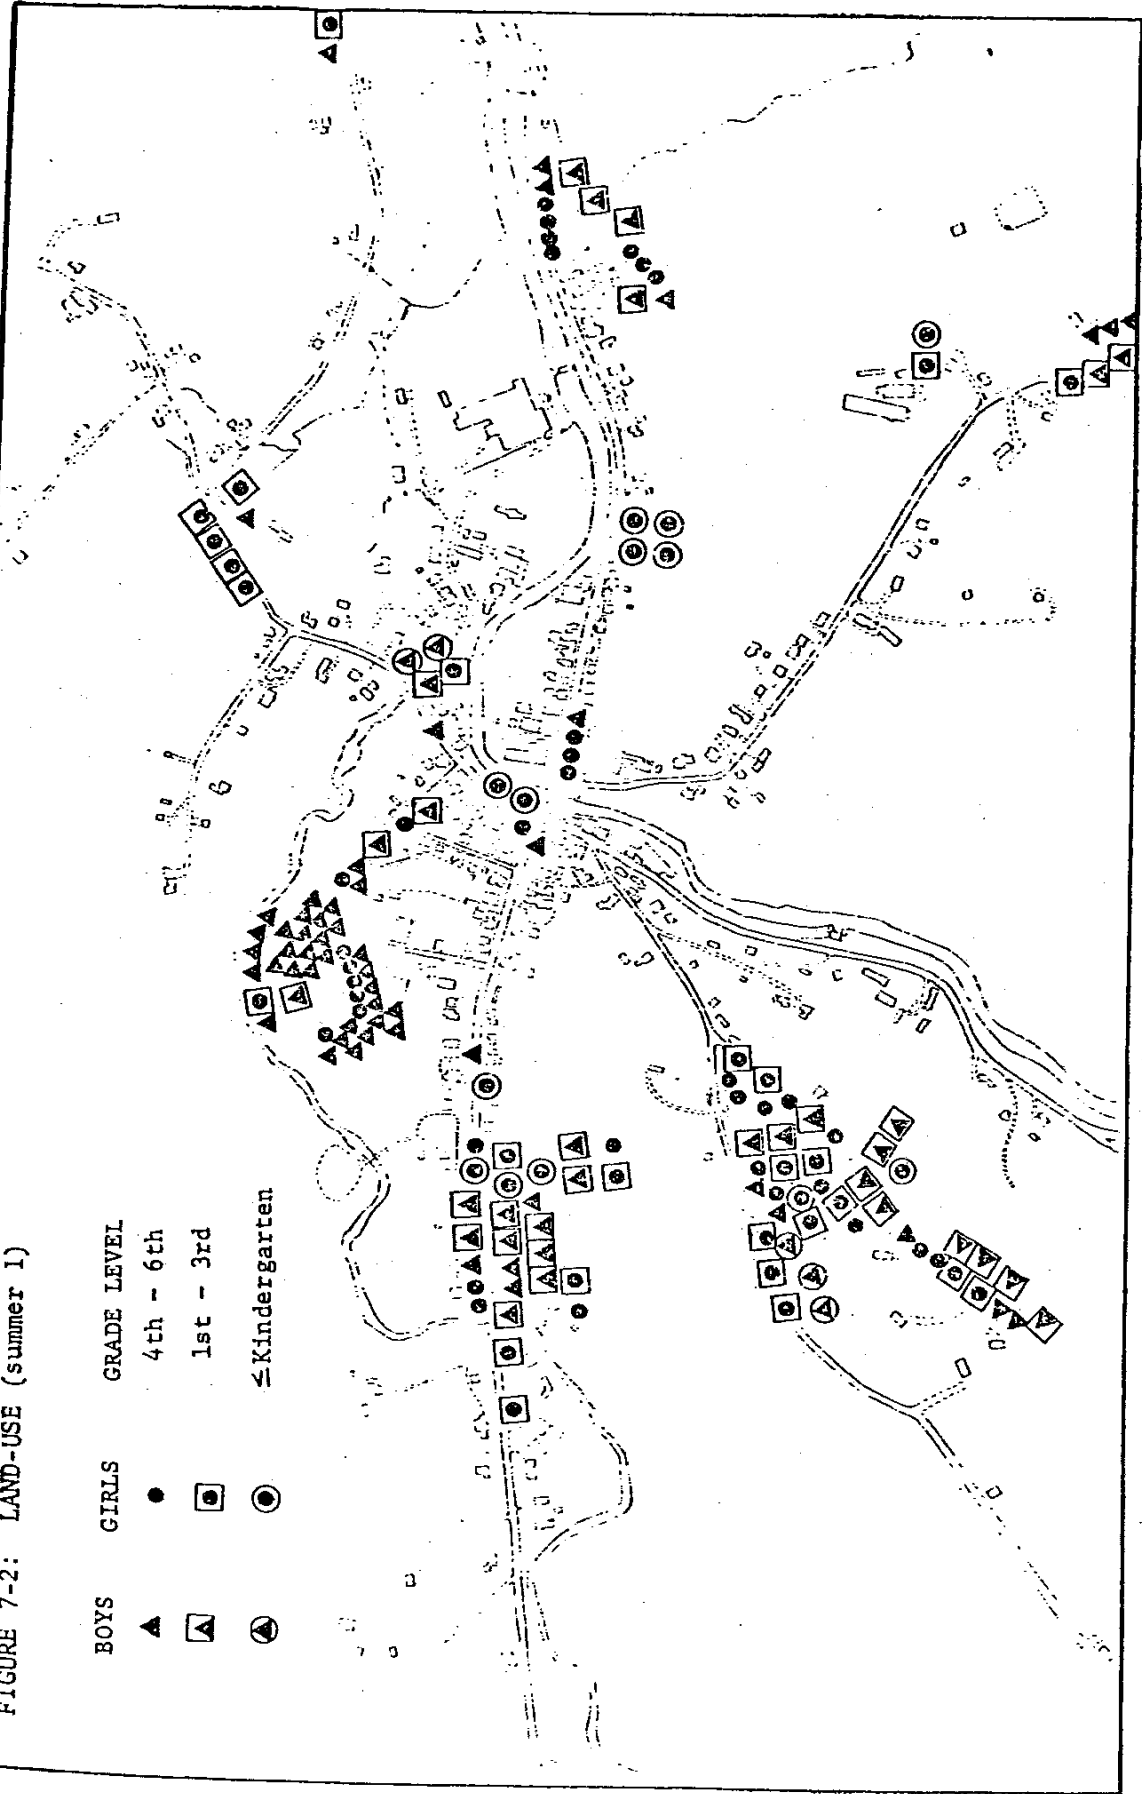 FIGURE 7-2: LAND-USE (summer 1)
BOYS GIRLS GRADE LEVEL
4th - 6th
1st - 3rd
≤Kindergarten